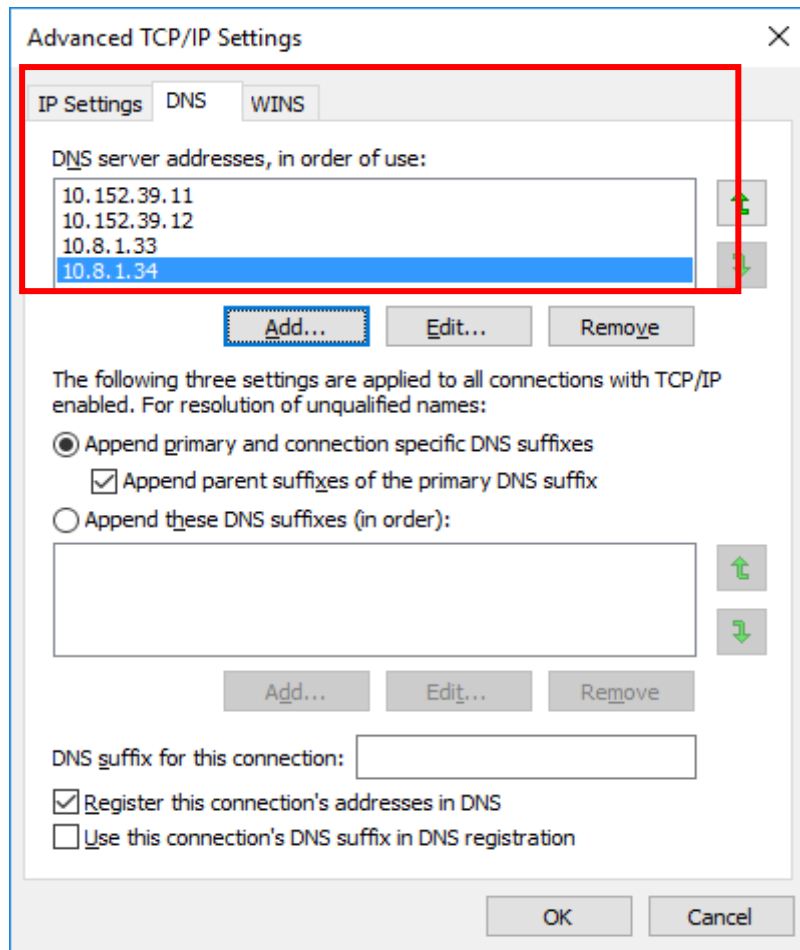 Advanced TCP/IP Settings
IP Settings DNS WINS
DNS server addresses, in order of use:
10.152.39.11
10.152.39.12
10.8.1.33
10.8.1.34
Add... Edit... Remove
The following three settings are applied to all connections with TCP/IP
enabled. For resolution of unqualified names:
Append primary and connection specific DNS suffixes
Append parent suffixes of the primary DNS suffix
Append these DNS suffixes (in order):
Add... Edit... Remove
DNS suffix for this connection:
Register this connection's addresses in DNS
Use this connection's DNS suffix in DNS registration
OK Cancel